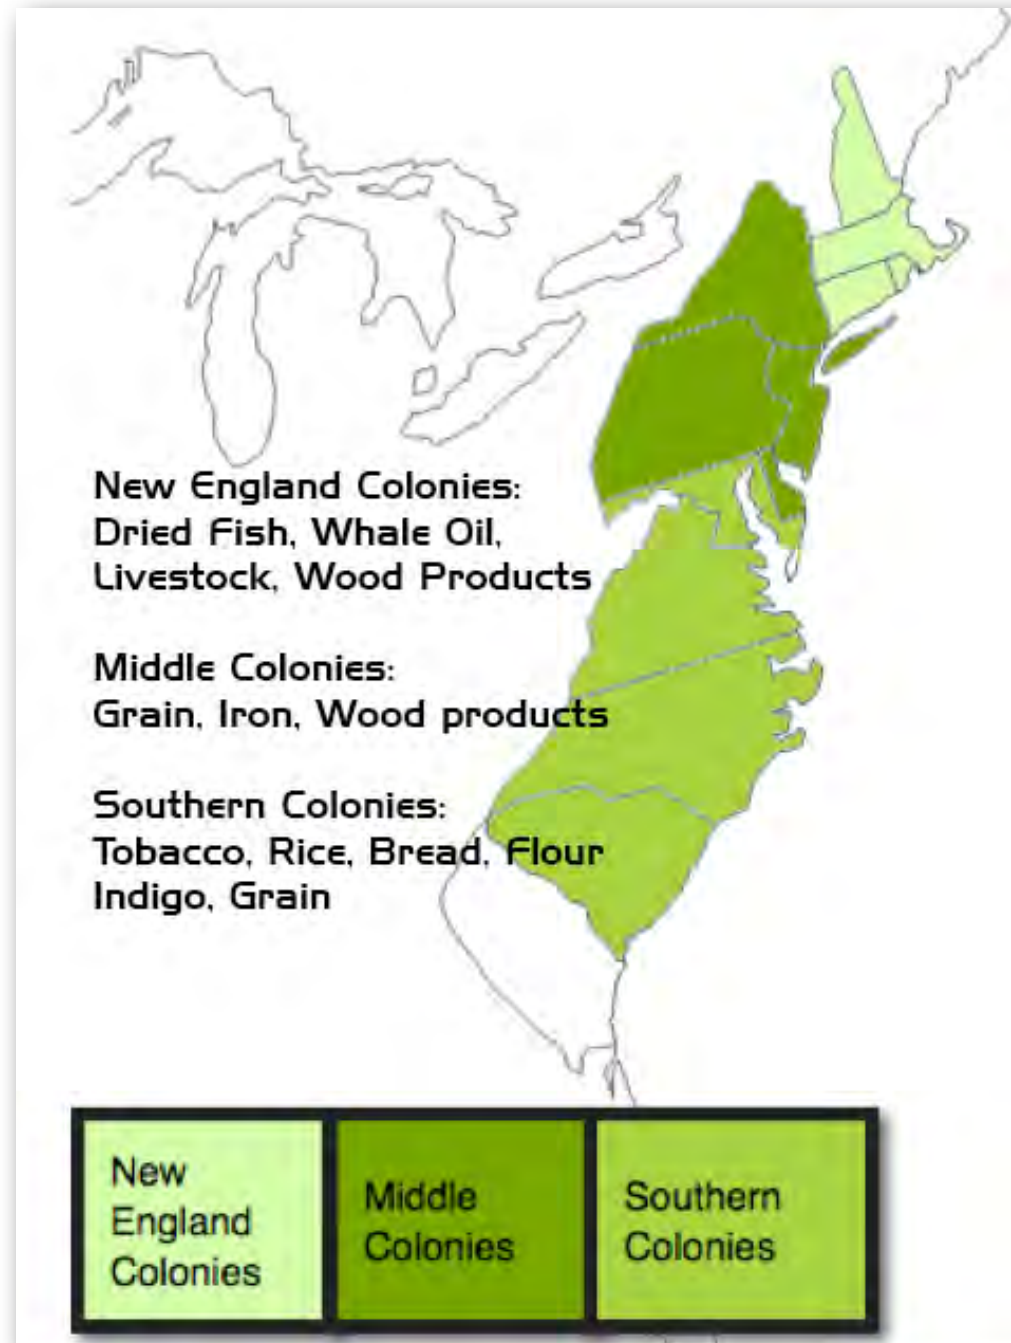 New England Colonies:
Dried Fish, Whale Oil,
Livestock, Wood Products
Middle Colonies:
Grain, Iron, Wood products
Southern Colonies:
Tobacco, Rice, Bread, Flour
Indigo, Grain
New
England
Colonies
Middle
Colonies
Southern
Colonies